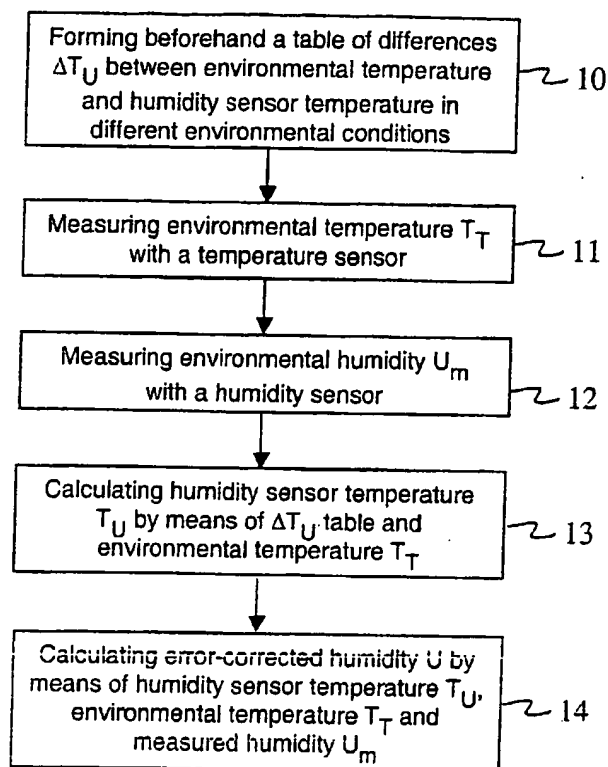 Forming beforehand a table of differences
ΔT_U between environmental temperature
and humidity sensor temperature in
different environmental conditions
10
Measuring environmental temperature T_T
with a temperature sensor
11
Measuring environmental humidity U_m
with a humidity sensor
12
Calculating humidity sensor temperature
T_U by means of ΔT_U table and
environmental temperature T_T
13
Calculating error-corrected humidity U by
means of humidity sensor temperature T_U,
environmental temperature T_T and
measured humidity U_m
14